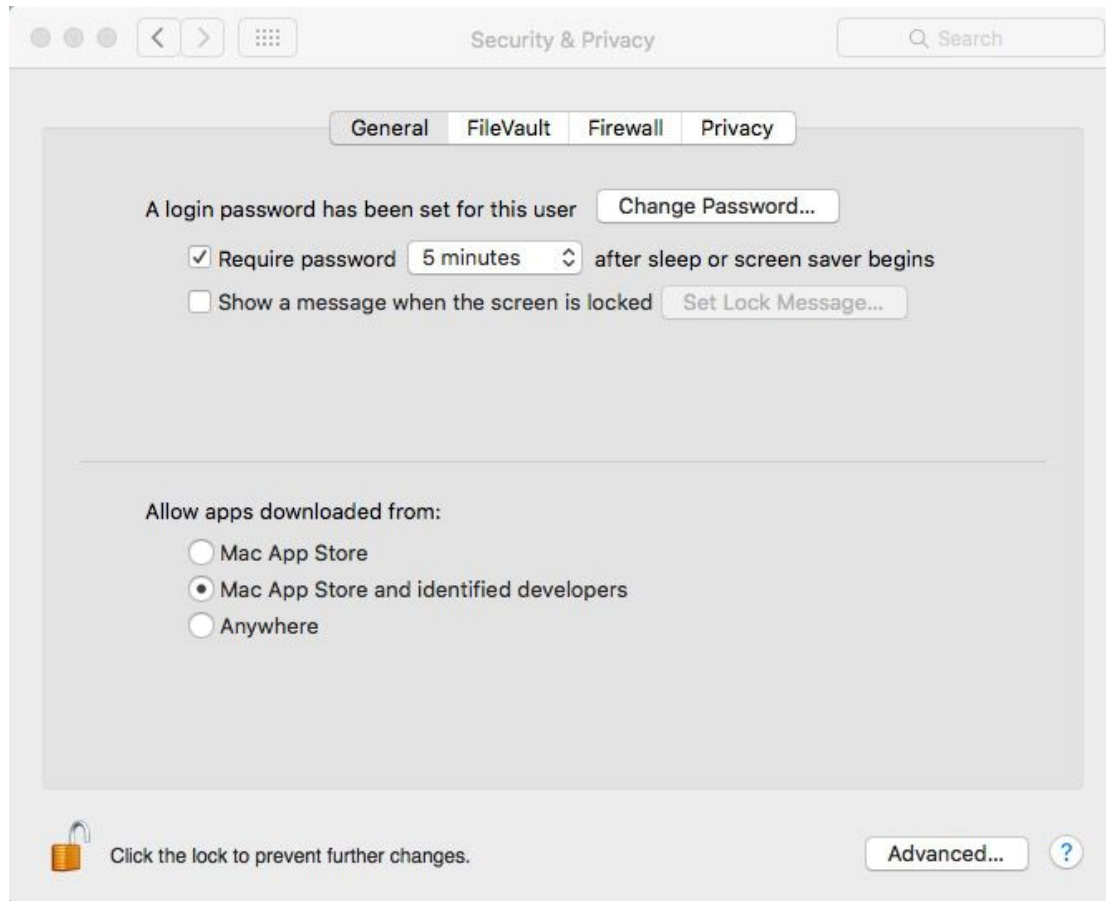 Security & Privacy
Search
General FileVault Firewall Privacy
A login password has been set for this user Change Password...
Require password 5 minutes after sleep or screen saver begins
Show a message when the screen is locked Set Lock Message...
Allow apps downloaded from:
Mac App Store
Mac App Store and identified developers
Anywhere
Click the lock to prevent further changes. Advanced... ?